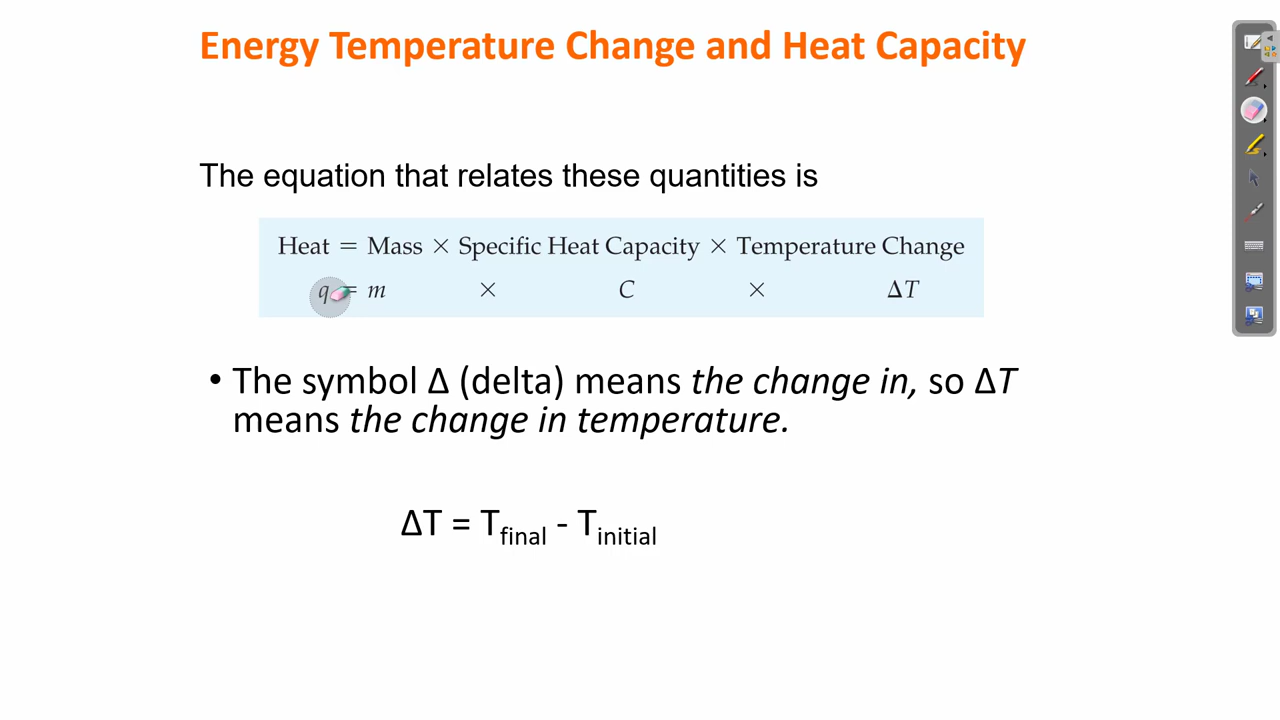 Energy Temperature Change and Heat Capacity
The equation that relates these quantities is
Heat = Mass × Specific Heat Capacity × Temperature Change
q = m × C × ΔT
• The symbol Δ (delta) means the change in, so ΔT
means the change in temperature.
ΔT = Tfinal - Tinitial